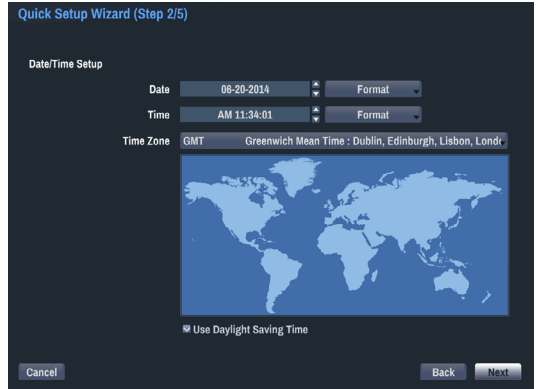 Quick Setup Wizard (Step 2/5)
Date/Time Setup
Date 06-20-2014 Format
Time AM 11:34:01 Format
Time Zone GMT Greenwich Mean Time : Dublin, Edinburgh, Lisbon, Londo
Use Daylight Saving Time
Cancel Back Next